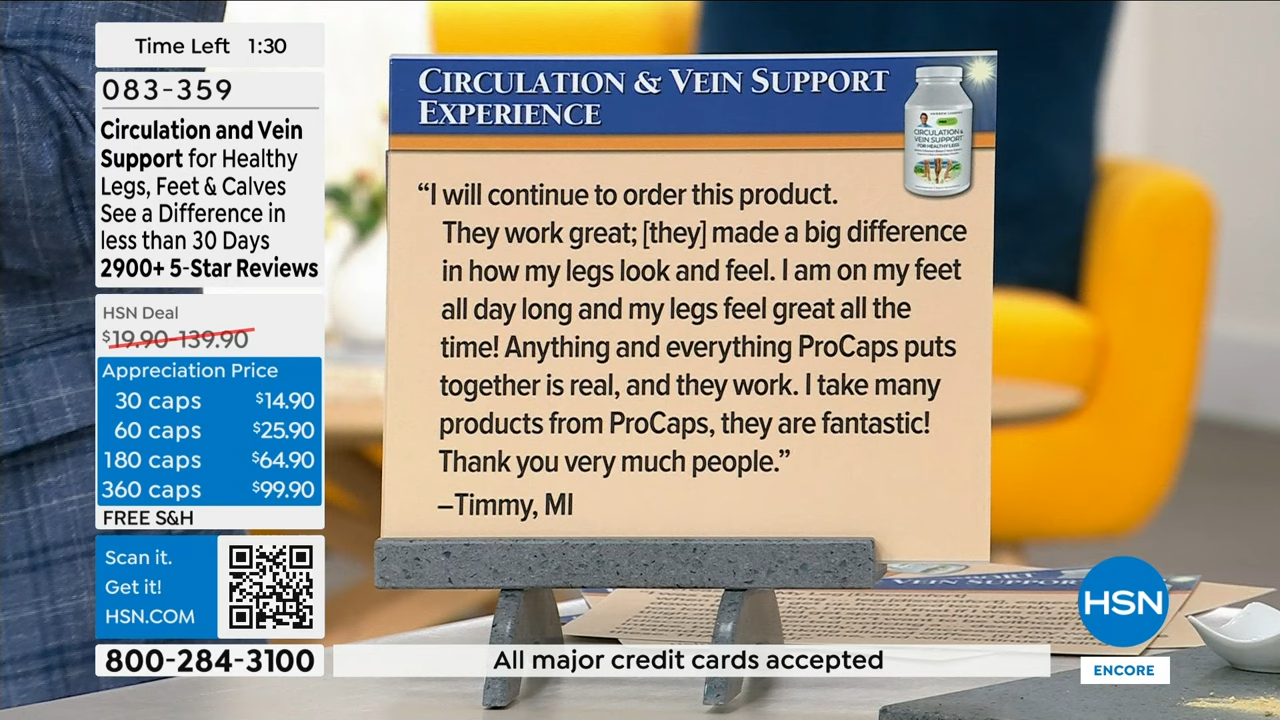 Time Left 1:30
083-359
Circulation and Vein
Support for Healthy
Legs, Feet & Calves
See a Difference in
less than 30 Days
2900+ 5-Star Reviews
HSN Deal
$19.90-139.90
Appreciation Price
30 caps $14.90
60 caps $25.90
180 caps $64.90
360 caps $99.90
FREE S&H
Scan it.
Get it!
HSN.COM
800-284-3100
All major credit cards accepted
CIRCULATION & VEIN SUPPORT
EXPERIENCE
CIRCULATION &
VEIN SUPPORT
FOR HEALTHY LEGS
“I will continue to order this product.
They work great; [they] made a big difference
in how my legs look and feel. I am on my feet
all day long and my legs feel great all the
time! Anything and everything ProCaps puts
together is real, and they work. I take many
products from ProCaps, they are fantastic!
Thank you very much people.”
–Timmy, MI
VEIN SUPPORT
HSN
ENCORE